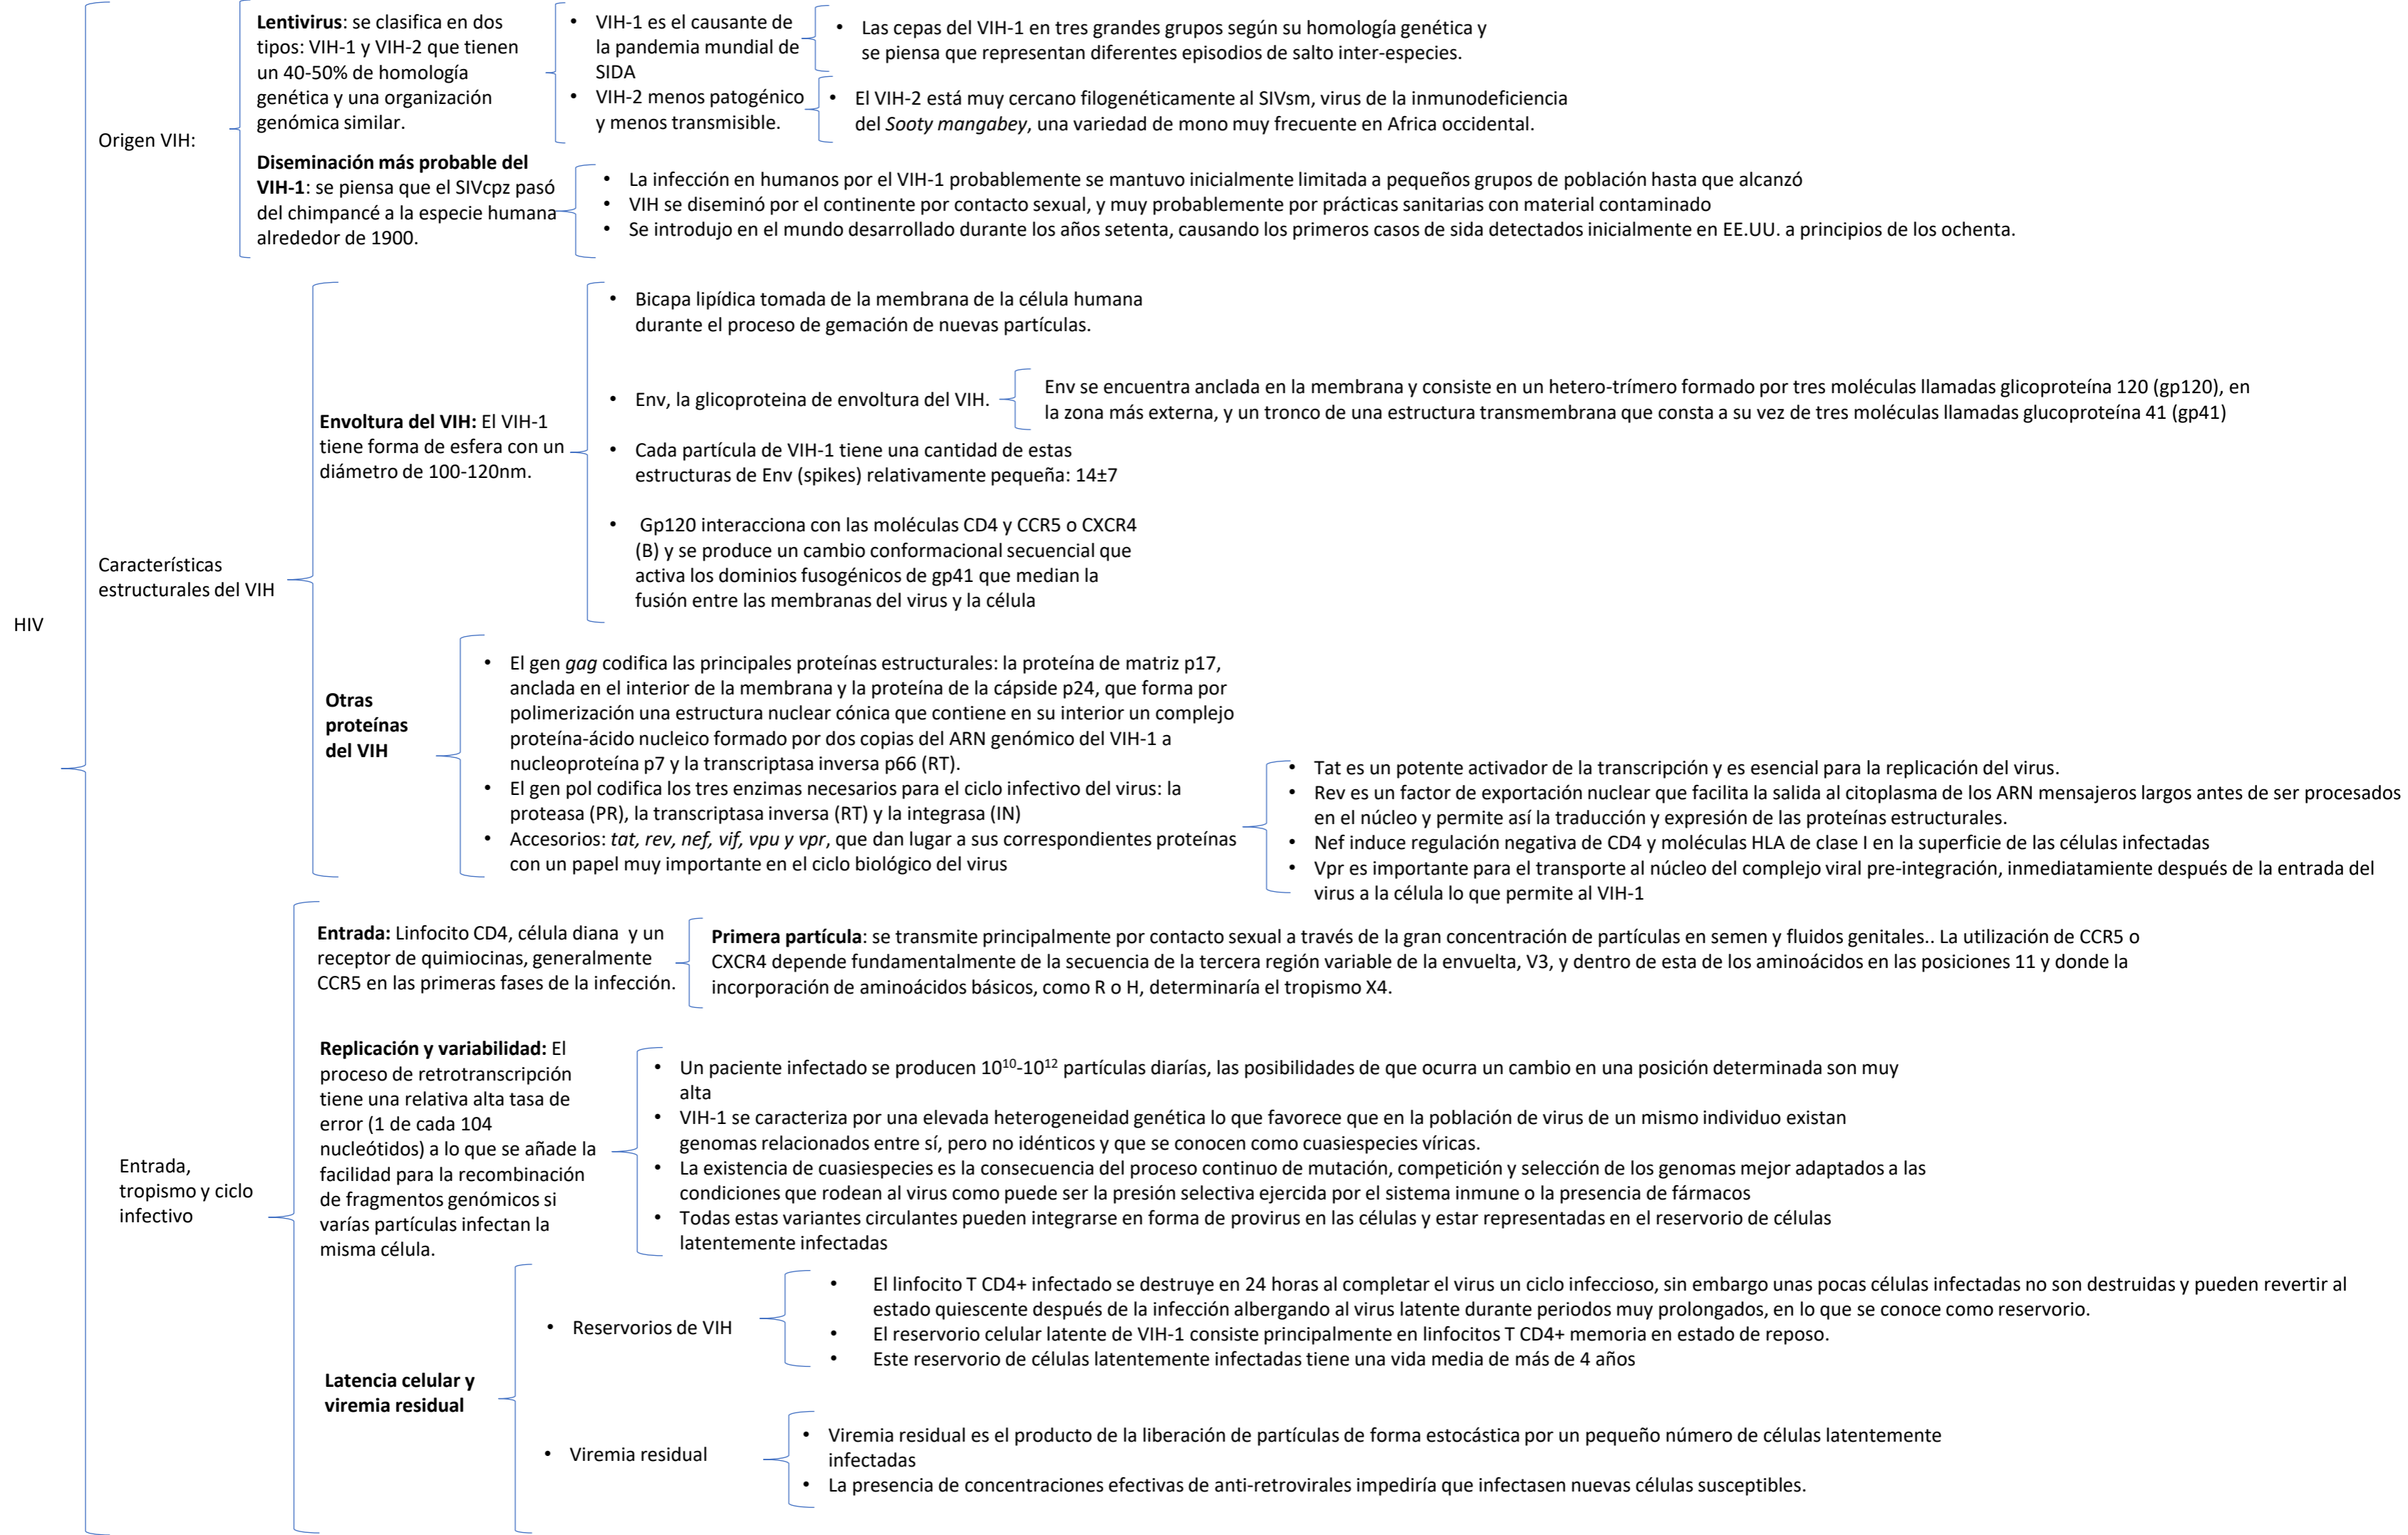 HIV
Origen VIH:
Lentivirus: se clasifica en dos
tipos: VIH-1 y VIH-2 que tienen
un 40-50% de homología
genética y una organización
genómica similar.
• VIH-1 es el causante de
la pandemia mundial de
SIDA
• VIH-2 menos patogénico
y menos transmisible.
• Las cepas del VIH-1 en tres grandes grupos según su homología genética y
se piensa que representan diferentes episodios de salto inter-especies.
• El VIH-2 está muy cercano filogenéticamente al SIVsm, virus de la inmunodeficiencia
del Sooty mangabey, una variedad de mono muy frecuente en Africa occidental.
Diseminación más probable del
VIH-1: se piensa que el SIVcpz pasó
del chimpancé a la especie humana
alrededor de 1900.
• La infección en humanos por el VIH-1 probablemente se mantuvo inicialmente limitada a pequeños grupos de población hasta que alcanzó
• VIH se diseminó por el continente por contacto sexual, y muy probablemente por prácticas sanitarias con material contaminado
• Se introdujo en el mundo desarrollado durante los años setenta, causando los primeros casos de sida detectados inicialmente en EE.UU. a principios de los ochenta.
Características
estructurales del VIH
Envoltura del VIH: El VIH-1
tiene forma de esfera con un
diámetro de 100-120nm.
• Bicapa lipídica tomada de la membrana de la célula humana
durante el proceso de gemación de nuevas partículas.
• Env, la glicoproteina de envoltura del VIH.
Env se encuentra anclada en la membrana y consiste en un hetero-trímero formado por tres moléculas llamadas glicoproteína 120 (gp120), en
la zona más externa, y un tronco de una estructura transmembrana que consta a su vez de tres moléculas llamadas glucoproteína 41 (gp41)
• Cada partícula de VIH-1 tiene una cantidad de estas
estructuras de Env (spikes) relativamente pequeña: 14±7
• Gp120 interacciona con las moléculas CD4 y CCR5 o CXCR4
(B) y se produce un cambio conformacional secuencial que
activa los dominios fusogénicos de gp41 que median la
fusión entre las membranas del virus y la célula
Otras
proteínas
del VIH
• El gen gag codifica las principales proteínas estructurales: la proteína de matriz p17,
anclada en el interior de la membrana y la proteína de la cápside p24, que forma por
polimerización una estructura nuclear cónica que contiene en su interior un complejo
proteína-ácido nucleico formado por dos copias del ARN genómico del VIH-1 a
nucleoproteína p7 y la transcriptasa inversa p66 (RT).
• El gen pol codifica los tres enzimas necesarios para el ciclo infectivo del virus: la
proteasa (PR), la transcriptasa inversa (RT) y la integrasa (IN)
• Accesorios: tat, rev, nef, vif, vpu y vpr, que dan lugar a sus correspondientes proteínas
con un papel muy importante en el ciclo biológico del virus
• Tat es un potente activador de la transcripción y es esencial para la replicación del virus.
• Rev es un factor de exportación nuclear que facilita la salida al citoplasma de los ARN mensajeros largos antes de ser procesados
en el núcleo y permite así la traducción y expresión de las proteínas estructurales.
• Nef induce regulación negativa de CD4 y moléculas HLA de clase I en la superficie de las células infectadas
• Vpr es importante para el transporte al núcleo del complejo viral pre-integración, inmediatamente después de la entrada del
virus a la célula lo que permite al VIH-1
Entrada,
tropismo y ciclo
infectivo
Entrada: Linfocito CD4, célula diana y un
receptor de quimiocinas, generalmente
CCR5 en las primeras fases de la infección.
Primera partícula: se transmite principalmente por contacto sexual a través de la gran concentración de partículas en semen y fluidos genitales.. La utilización de CCR5 o
CXCR4 depende fundamentalmente de la secuencia de la tercera región variable de la envuelta, V3, y dentro de esta de los aminoácidos en las posiciones 11 y donde la
incorporación de aminoácidos básicos, como R o H, determinaría el tropismo X4.
Replicación y variabilidad: El
proceso de retrotranscripción
tiene una relativa alta tasa de
error (1 de cada 104
nucleótidos) a lo que se añade la
facilidad para la recombinación
de fragmentos genómicos si
varías partículas infectan la
misma célula.
• Un paciente infectado se producen 10¹⁰-10¹² partículas diarías, las posibilidades de que ocurra un cambio en una posición determinada son muy
alta
• VIH-1 se caracteriza por una elevada heterogeneidad genética lo que favorece que en la población de virus de un mismo individuo existan
genomas relacionados entre sí, pero no idénticos y que se conocen como cuasiespecies víricas.
• La existencia de cuasiespecies es la consecuencia del proceso continuo de mutación, competición y selección de los genomas mejor adaptados a las
condiciones que rodean al virus como puede ser la presión selectiva ejercida por el sistema inmune o la presencia de fármacos
• Todas estas variantes circulantes pueden integrarse en forma de provirus en las células y estar representadas en el reservorio de células
latentemente infectadas
Latencia celular y
viremia residual
• Reservorios de VIH
• El linfocito T CD4+ infectado se destruye en 24 horas al completar el virus un ciclo infeccioso, sin embargo unas pocas células infectadas no son destruidas y pueden revertir al
estado quiescente después de la infección albergando al virus latente durante periodos muy prolongados, en lo que se conoce como reservorio.
• El reservorio celular latente de VIH-1 consiste principalmente en linfocitos T CD4+ memoria en estado de reposo.
• Este reservorio de células latentemente infectadas tiene una vida media de más de 4 años
• Viremia residual
• Viremia residual es el producto de la liberación de partículas de forma estocástica por un pequeño número de células latentemente
infectadas
• La presencia de concentraciones efectivas de anti-retrovirales impediría que infectasen nuevas células susceptibles.